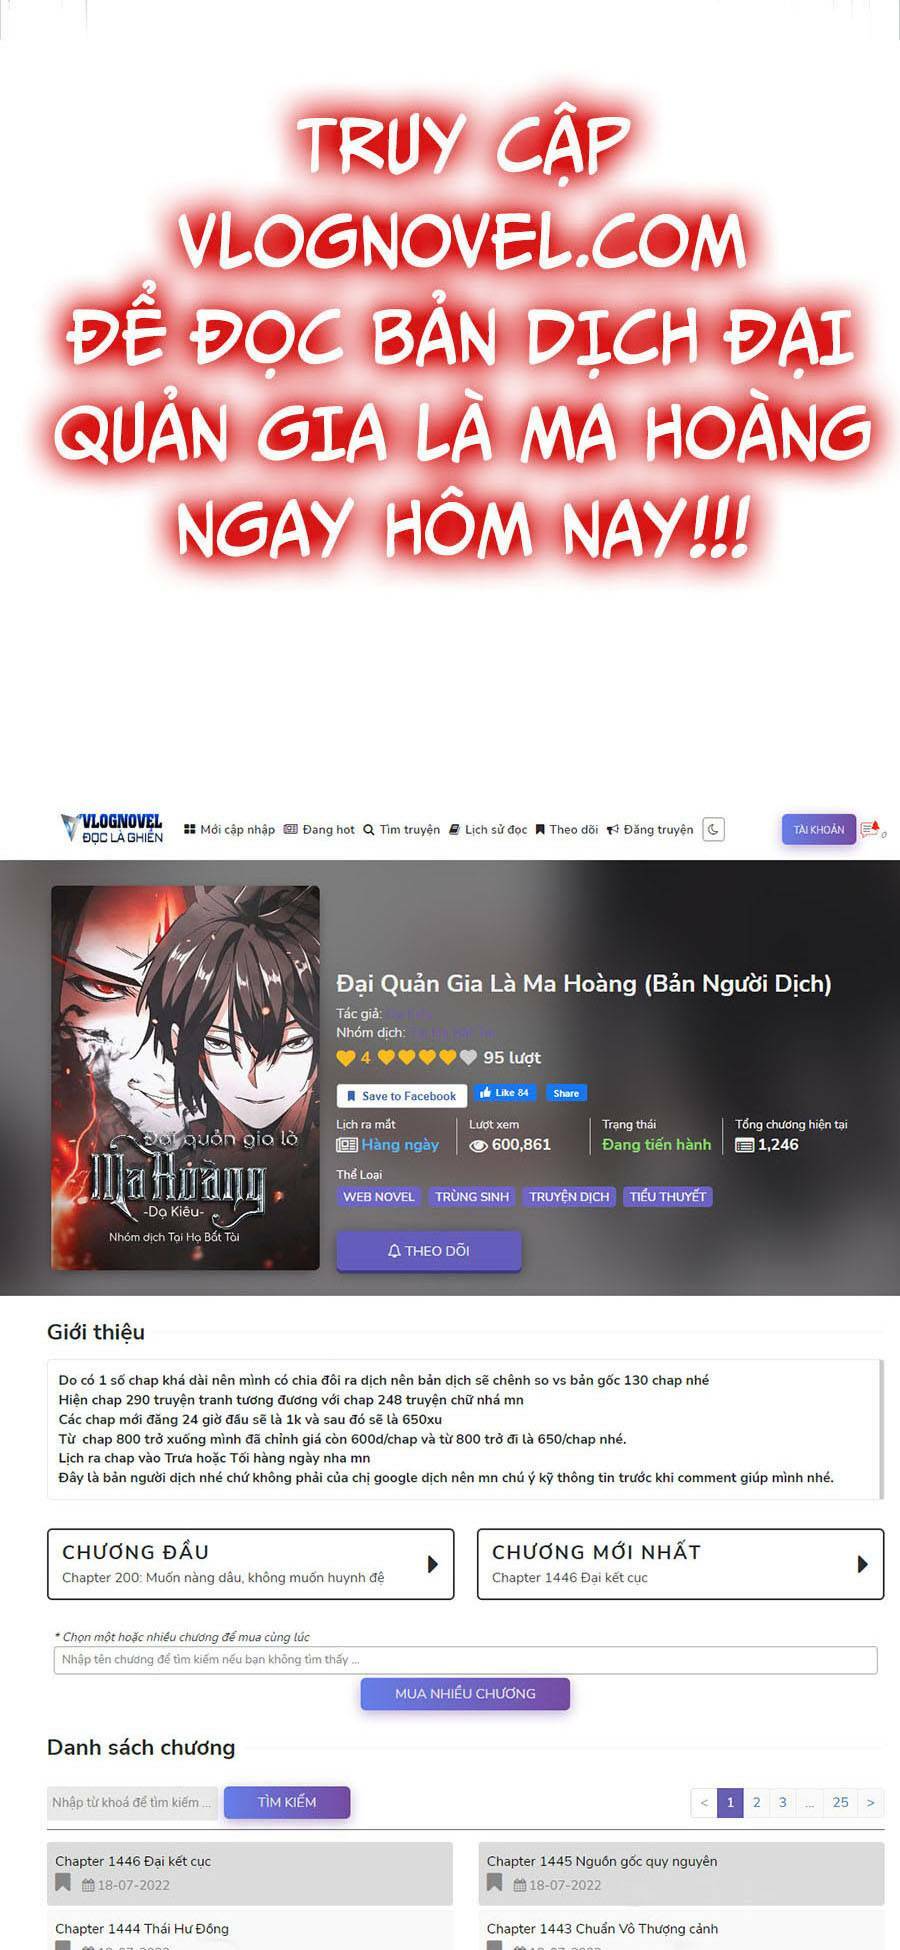 TRUY CẬP
VLOGNOVEL.COM
ĐỂ ĐỌC BẢN DỊCH ĐẠI
QUẢN GIA LÀ MA HOÀNG
NGAY HÔM NAY!!!
VLOGNOVEL
ĐỌC LÀ GHIỀN
Mới cập nhập Đang hot Tìm truyện Lịch sử đọc Theo dõi Đăng truyện
TÀI KHOẢN
0
Đại quản gia là
Ma Hoàng
-Dạ Kiêu-
Nhóm dịch Tại Hạ Bất Tài
Đại Quản Gia Là Ma Hoàng (Bản Người Dịch)
Tác giả:
Nhóm dịch:
4 95 lượt
Save to Facebook Like 84 Share
Lịch ra mắt Lượt xem Trạng thái Tổng chương hiện tại
Hàng ngày 600,861 Đang tiến hành 1,246
Thể Loại
WEB NOVEL TRÙNG SINH TRUYỆN DỊCH TIỂU THUYẾT
THEO DÕI
Giới thiệu
Do có 1 số chap khá dài nên mình có chia đôi ra dịch nên bản dịch sẽ chênh so vs bản gốc 130 chap nhé
Hiện chap 290 truyện tranh tương đương với chap 248 truyện chữ nhá mn
Các chap mới đăng 24 giờ đầu sẽ là 1k và sau đó sẽ là 650xu
Từ chap 800 trở xuống mình đã chỉnh giá còn 600d/chap và từ 800 trở đi là 650/chap nhé.
Lịch ra chap vào Trưa hoặc Tối hàng ngày nha mn
Đây là bản người dịch nhé chứ không phải của chị google dịch nên mn chú ý kỹ thông tin trước khi comment giúp mình nhé.
CHƯƠNG ĐẦU
Chapter 200: Muốn nàng dâu, không muốn huynh đệ
CHƯƠNG MỚI NHẤT
Chapter 1446 Đại kết cục
* Chọn một hoặc nhiều chương để mua cùng lúc
Nhập tên chương để tìm kiếm nếu bạn không tìm thấy ...
MUA NHIỀU CHƯƠNG
Danh sách chương
Nhập từ khoá để tìm kiếm ... TÌM KIẾM < 1 2 3 ... 25 >
Chapter 1446 Đại kết cục
18-07-2022
Chapter 1445 Nguồn gốc quy nguyên
18-07-2022
Chapter 1444 Thái Hư Đồng
18-07-2022
Chapter 1443 Chuẩn Vô Thượng cảnh
18-07-2022